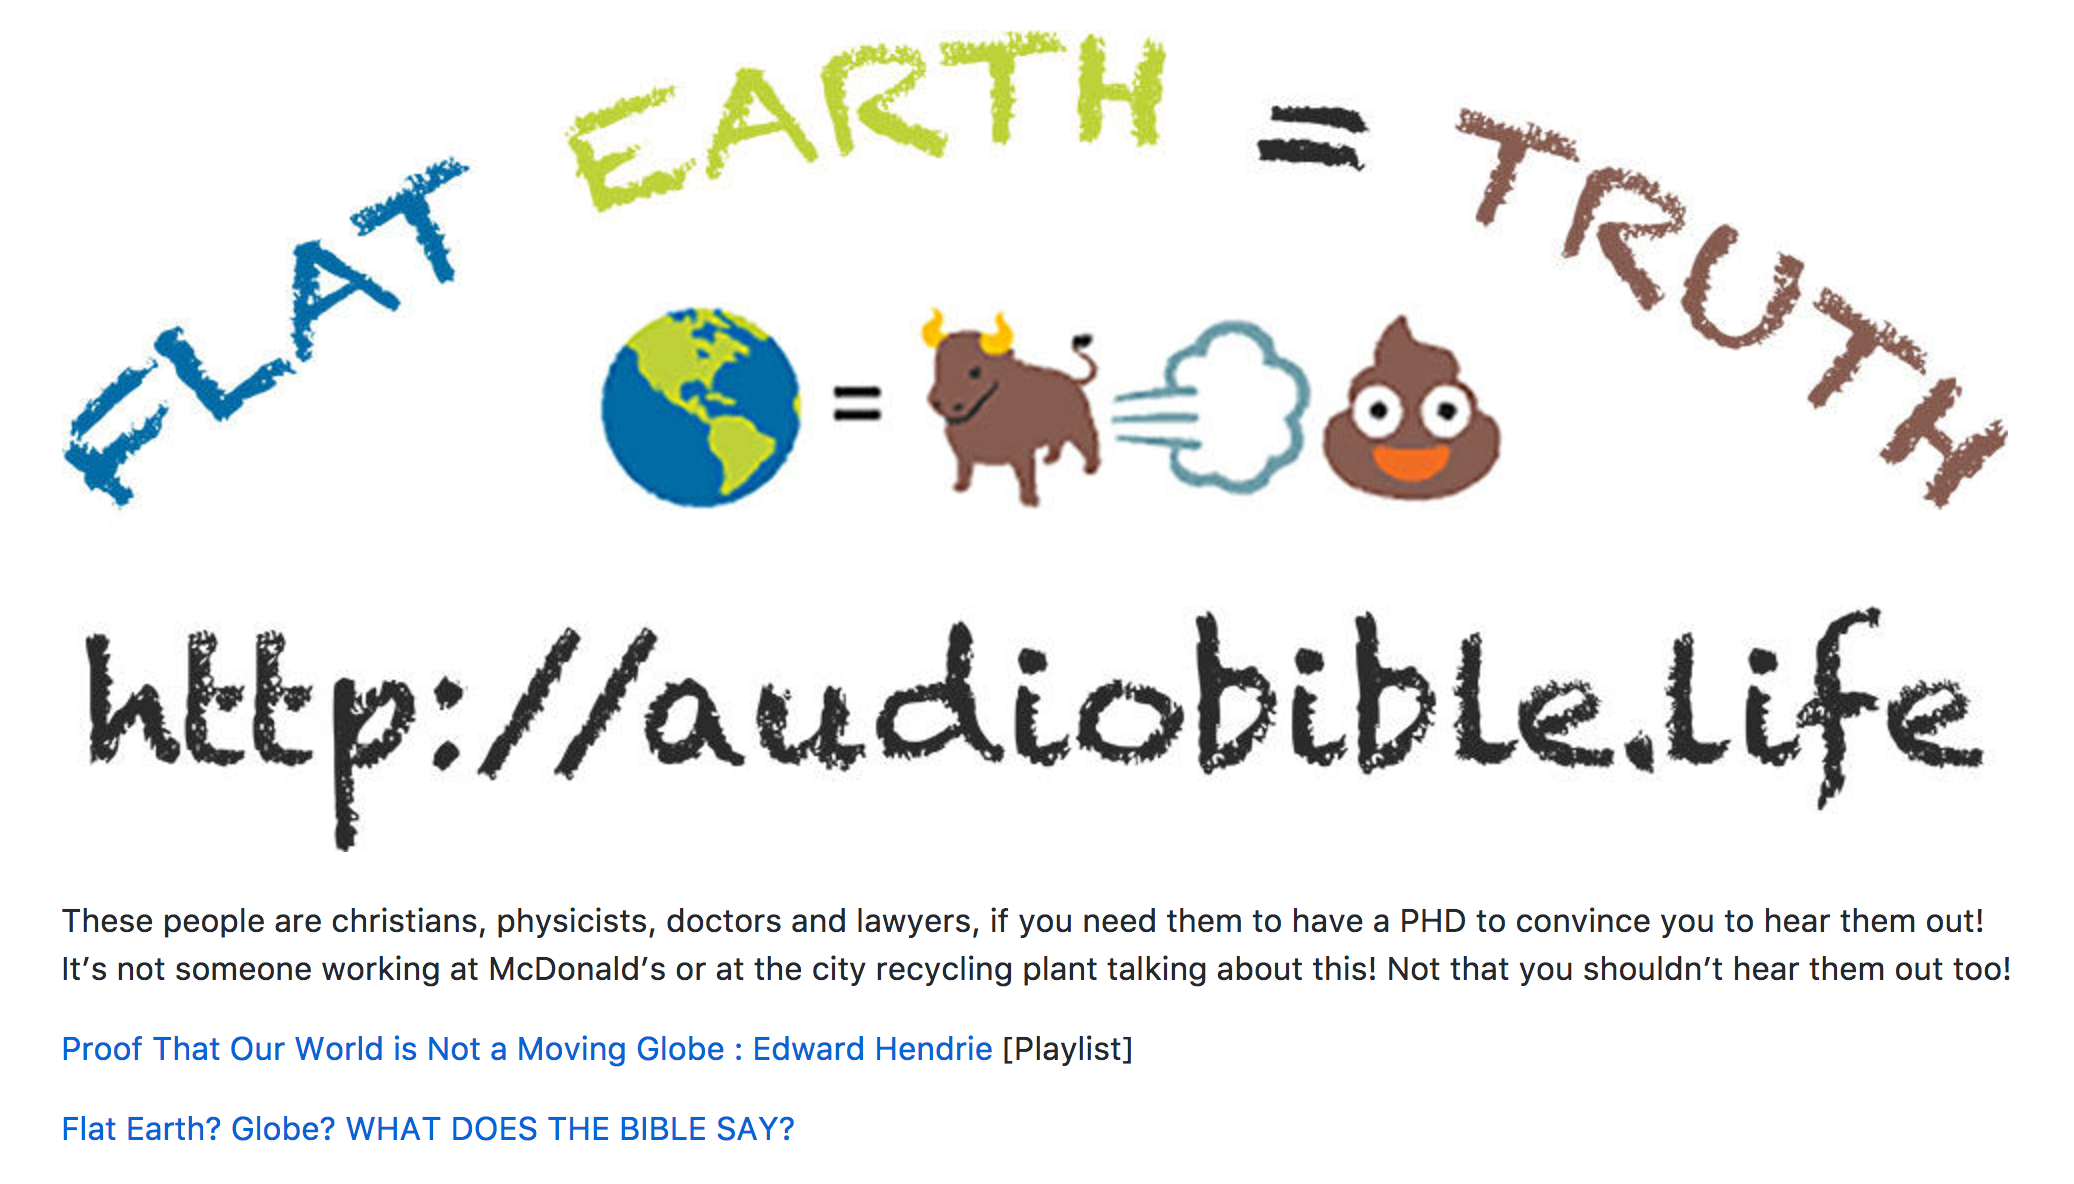 FLAT EARTH = TRUTH
=
http://audiobible.life
These people are christians, physicists, doctors and lawyers, if you need them to have a PHD to convince you to hear them out!
It’s not someone working at McDonald’s or at the city recycling plant talking about this! Not that you shouldn’t hear them out too!
Proof That Our World is Not a Moving Globe : Edward Hendrie [Playlist]
Flat Earth? Globe? WHAT DOES THE BIBLE SAY?